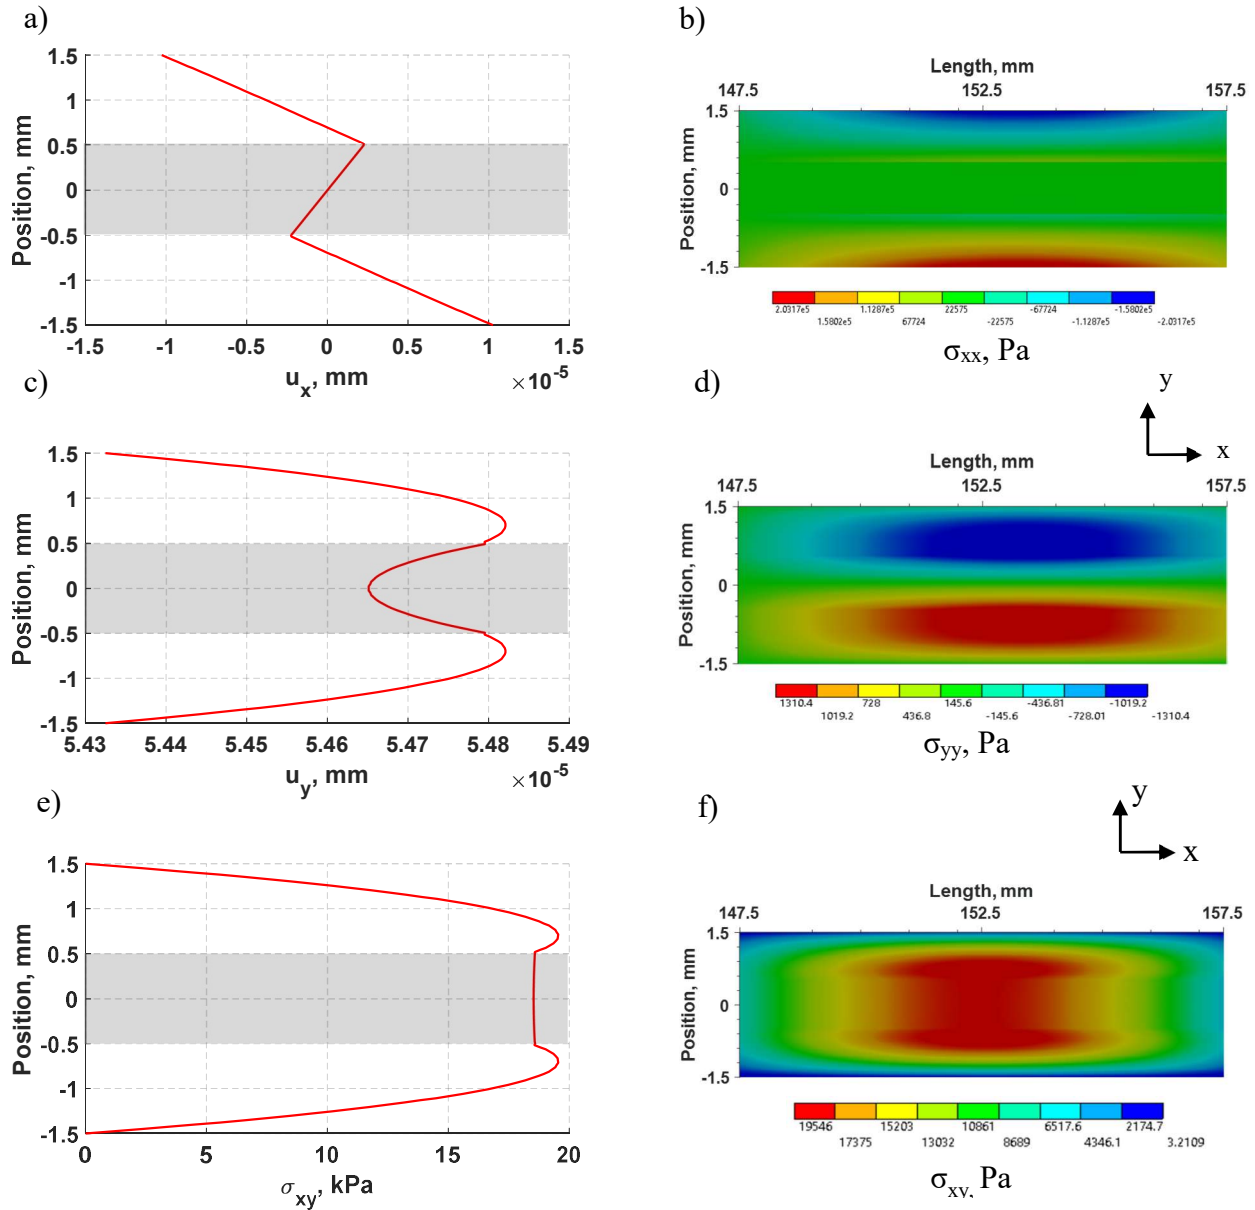 a)
1.5
1
0.5
0
-0.5
-1
-1.5
Position, mm
-1.5 -1 -0.5 0 0.5 1 1.5
u_x, mm
×10^-5
b)
Length, mm
147.5 152.5 157.5
1.5
0
-1.5
Position, mm
2.0317e5 1.1287e5 22575 -67724 -1.5802e5
1.5802e5 67724 -22575 -1.1287e5 -2.0317e5
σxx, Pa
c)
1.5
1
0.5
0
-0.5
-1
-1.5
Position, mm
5.43 5.44 5.45 5.46 5.47 5.48 5.49
u_y, mm
×10^-5
d)
y
x
Length, mm
147.5 152.5 157.5
1.5
0
-1.5
Position, mm
1310.4 728 145.6 -436.81 -1019.2
1019.2 436.8 -145.6 -728.01 -1310.4
σyy, Pa
e)
1.5
1
0.5
0
-0.5
-1
-1.5
Position, mm
0 5 10 15 20
σxy, kPa
f)
y
x
Length, mm
147.5 152.5 157.5
1.5
0
-1.5
Position, mm
19546 15203 10861 6517.6 2174.7
17375 13032 8689 4346.1 3.2109
σxy, Pa